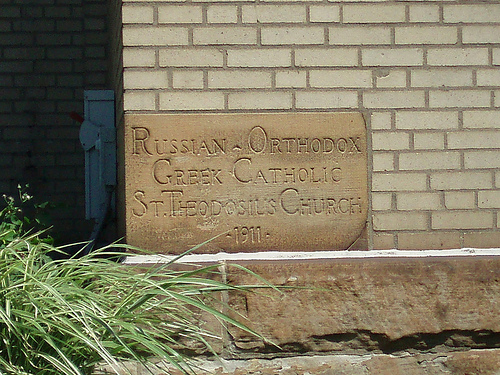 Russian - Orthodox
Greek Catholic
St. Theodosius Church
- 1911 -